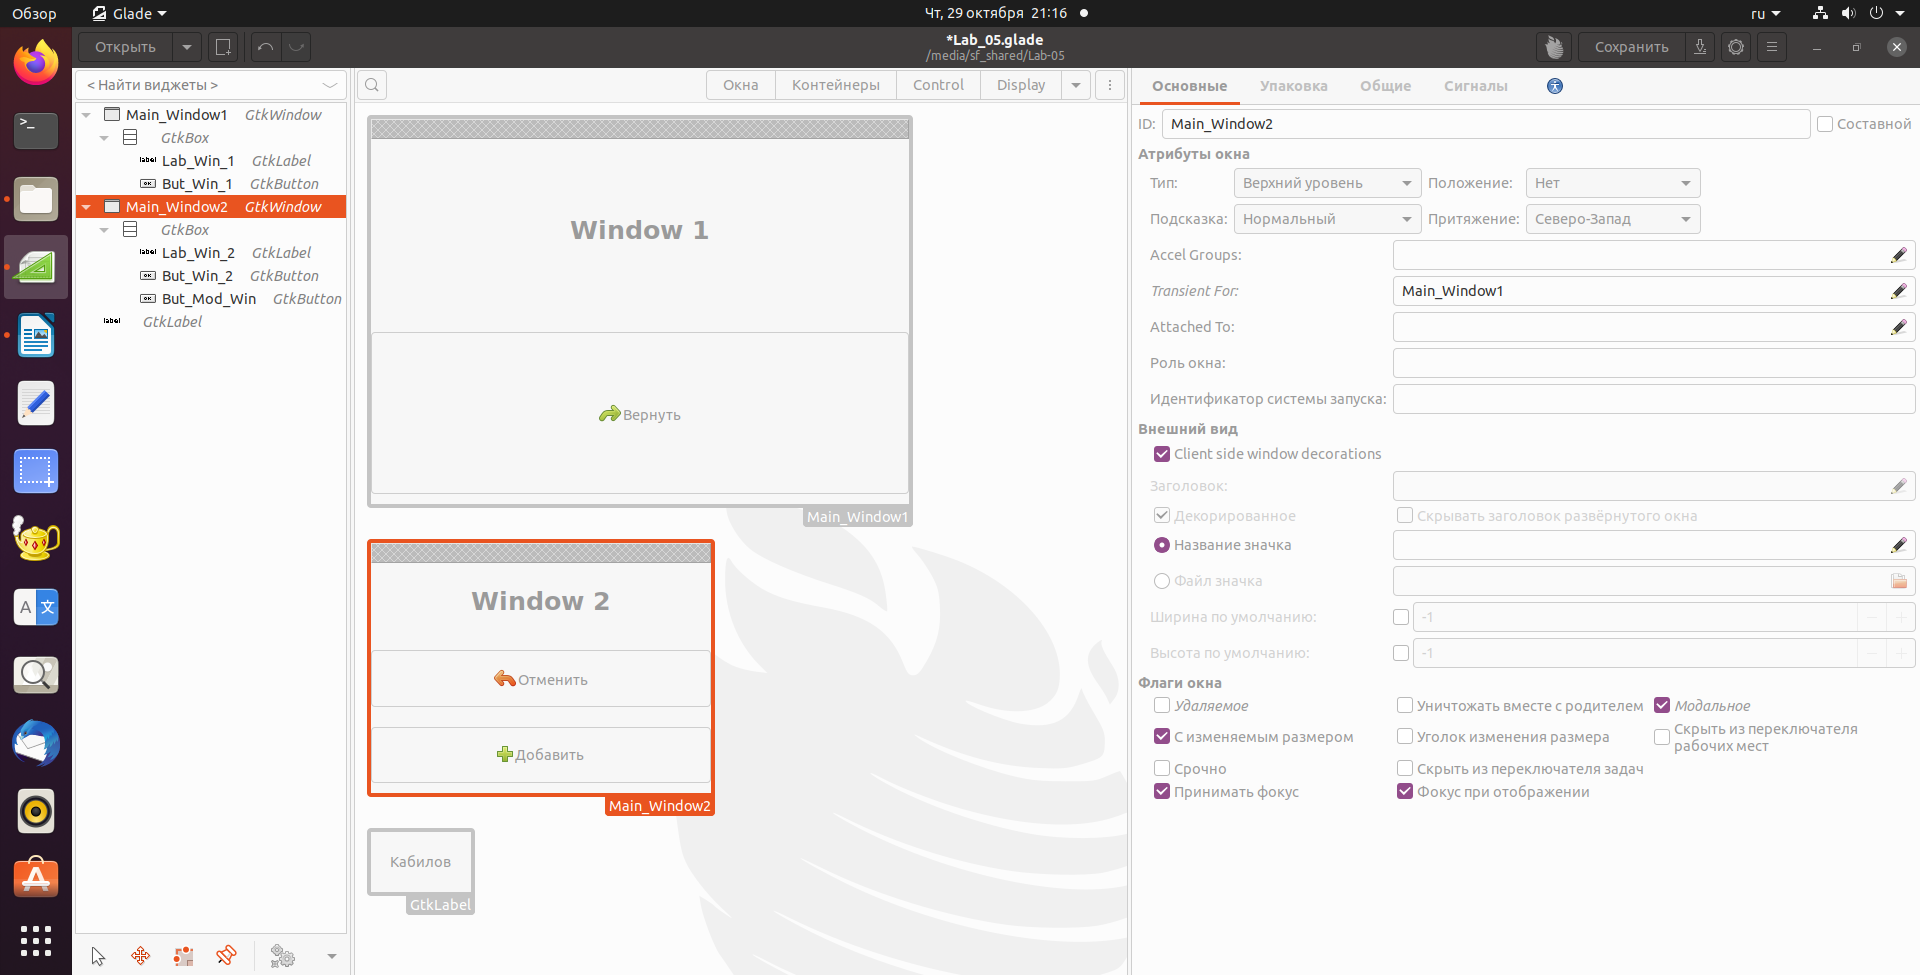 Обзор
Glade
Чт, 29 октября 21:16
ru
Открыть
*Lab_05.glade
/media/sf_shared/Lab-05
Сохранить
< Найти виджеты >
Main_Window1 GtkWindow
GtkBox
label Lab_Win_1 GtkLabel
OK But_Win_1 GtkButton
Main_Window2 GtkWindow
GtkBox
label Lab_Win_2 GtkLabel
OK But_Win_2 GtkButton
OK But_Mod_Win GtkButton
label GtkLabel
Окна
Контейнеры
Control
Display
Window 1
Вернуть
Main_Window1
Window 2
Отменить
Добавить
Main_Window2
Кабилов
GtkLabel
Основные
Упаковка
Общие
Сигналы
ID: Main_Window2 Составной
Атрибуты окна
Тип: Верхний уровень Положение: Нет
Подсказка: Нормальный Притяжение: Северо-Запад
Accel Groups:
Transient For: Main_Window1
Attached To:
Роль окна:
Идентификатор системы запуска:
Внешний вид
Client side window decorations
Заголовок:
Декорированное Скрывать заголовок развёрнутого окна
Название значка
Файл значка
Ширина по умолчанию: -1 − +
Высота по умолчанию: -1 − +
Флаги окна
Удаляемое Уничтожать вместе с родителем Модальное
С изменяемым размером Уголок изменения размера Скрыть из переключателя
рабочих мест
Срочно Скрыть из переключателя задач
Принимать фокус Фокус при отображении